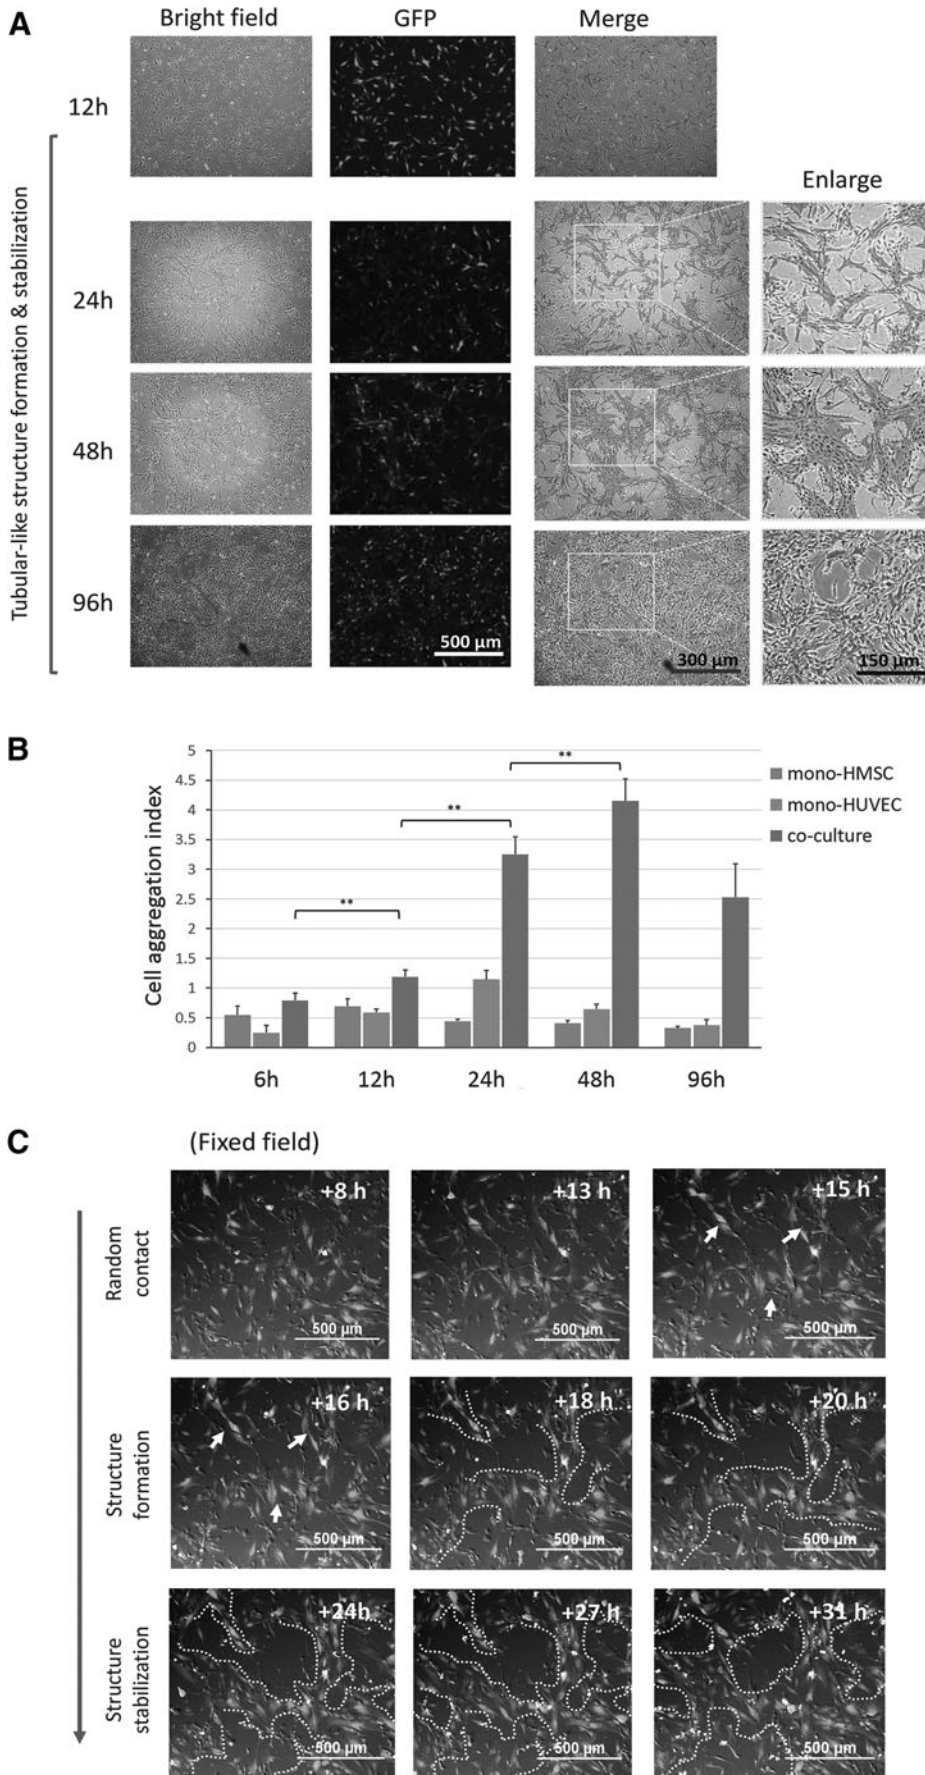 A
Bright field
GFP
Merge
12h
Enlarge
Tubular-like structure formation & stabilization
24h
48h
96h
500 µm
300 µm
150 µm
B
Cell aggregation index
5
4.5
4
3.5
3
2.5
2
1.5
1
0.5
0
**
**
**
mono-HMSC
mono-HUVEC
co-culture
6h
12h
24h
48h
96h
C
(Fixed field)
Random
contact
+8 h
500 µm
+13 h
500 µm
+15 h
500 µm
Structure
formation
+16 h
500 µm
+18 h
500 µm
+20 h
500 µm
Structure
stabilization
+24h
500 µm
+27 h
500 µm
+31 h
500 µm